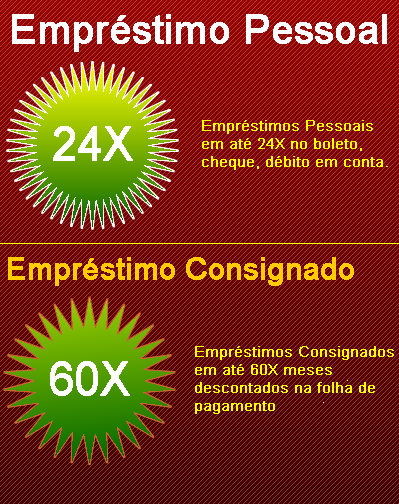 Empréstimo Pessoal
24X
Empréstimos Pessoais
em até 24X no boleto,
cheque, débito em conta.
Empréstimo Consignado
60X
Empréstimos Consignados
em até 60X meses
descontados na folha de
pagamento